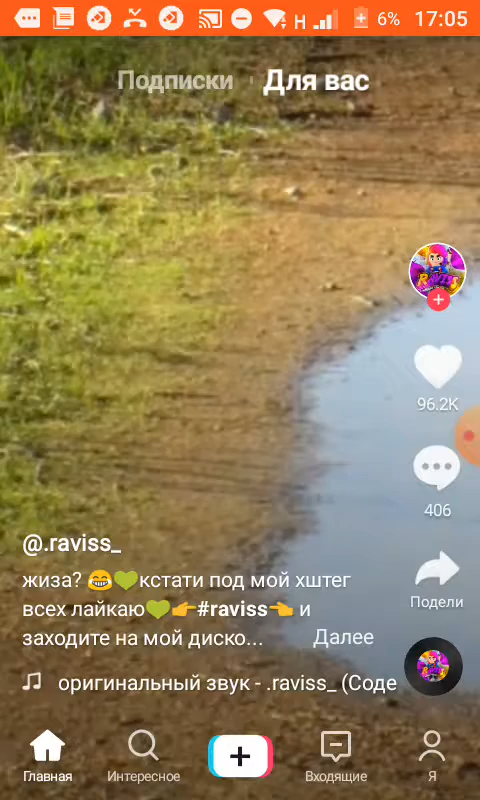 Н 6% 17:05
Подписки Для вас
96.2K
406
@.raviss_
жиза? 😂💚кстати под мой хштег
всех лайкаю💚👉#raviss👈 и
заходите на мой диско... Далее
Подели
оригинальный звук - .raviss_ (Соде
Главная Интересное Входящие Я